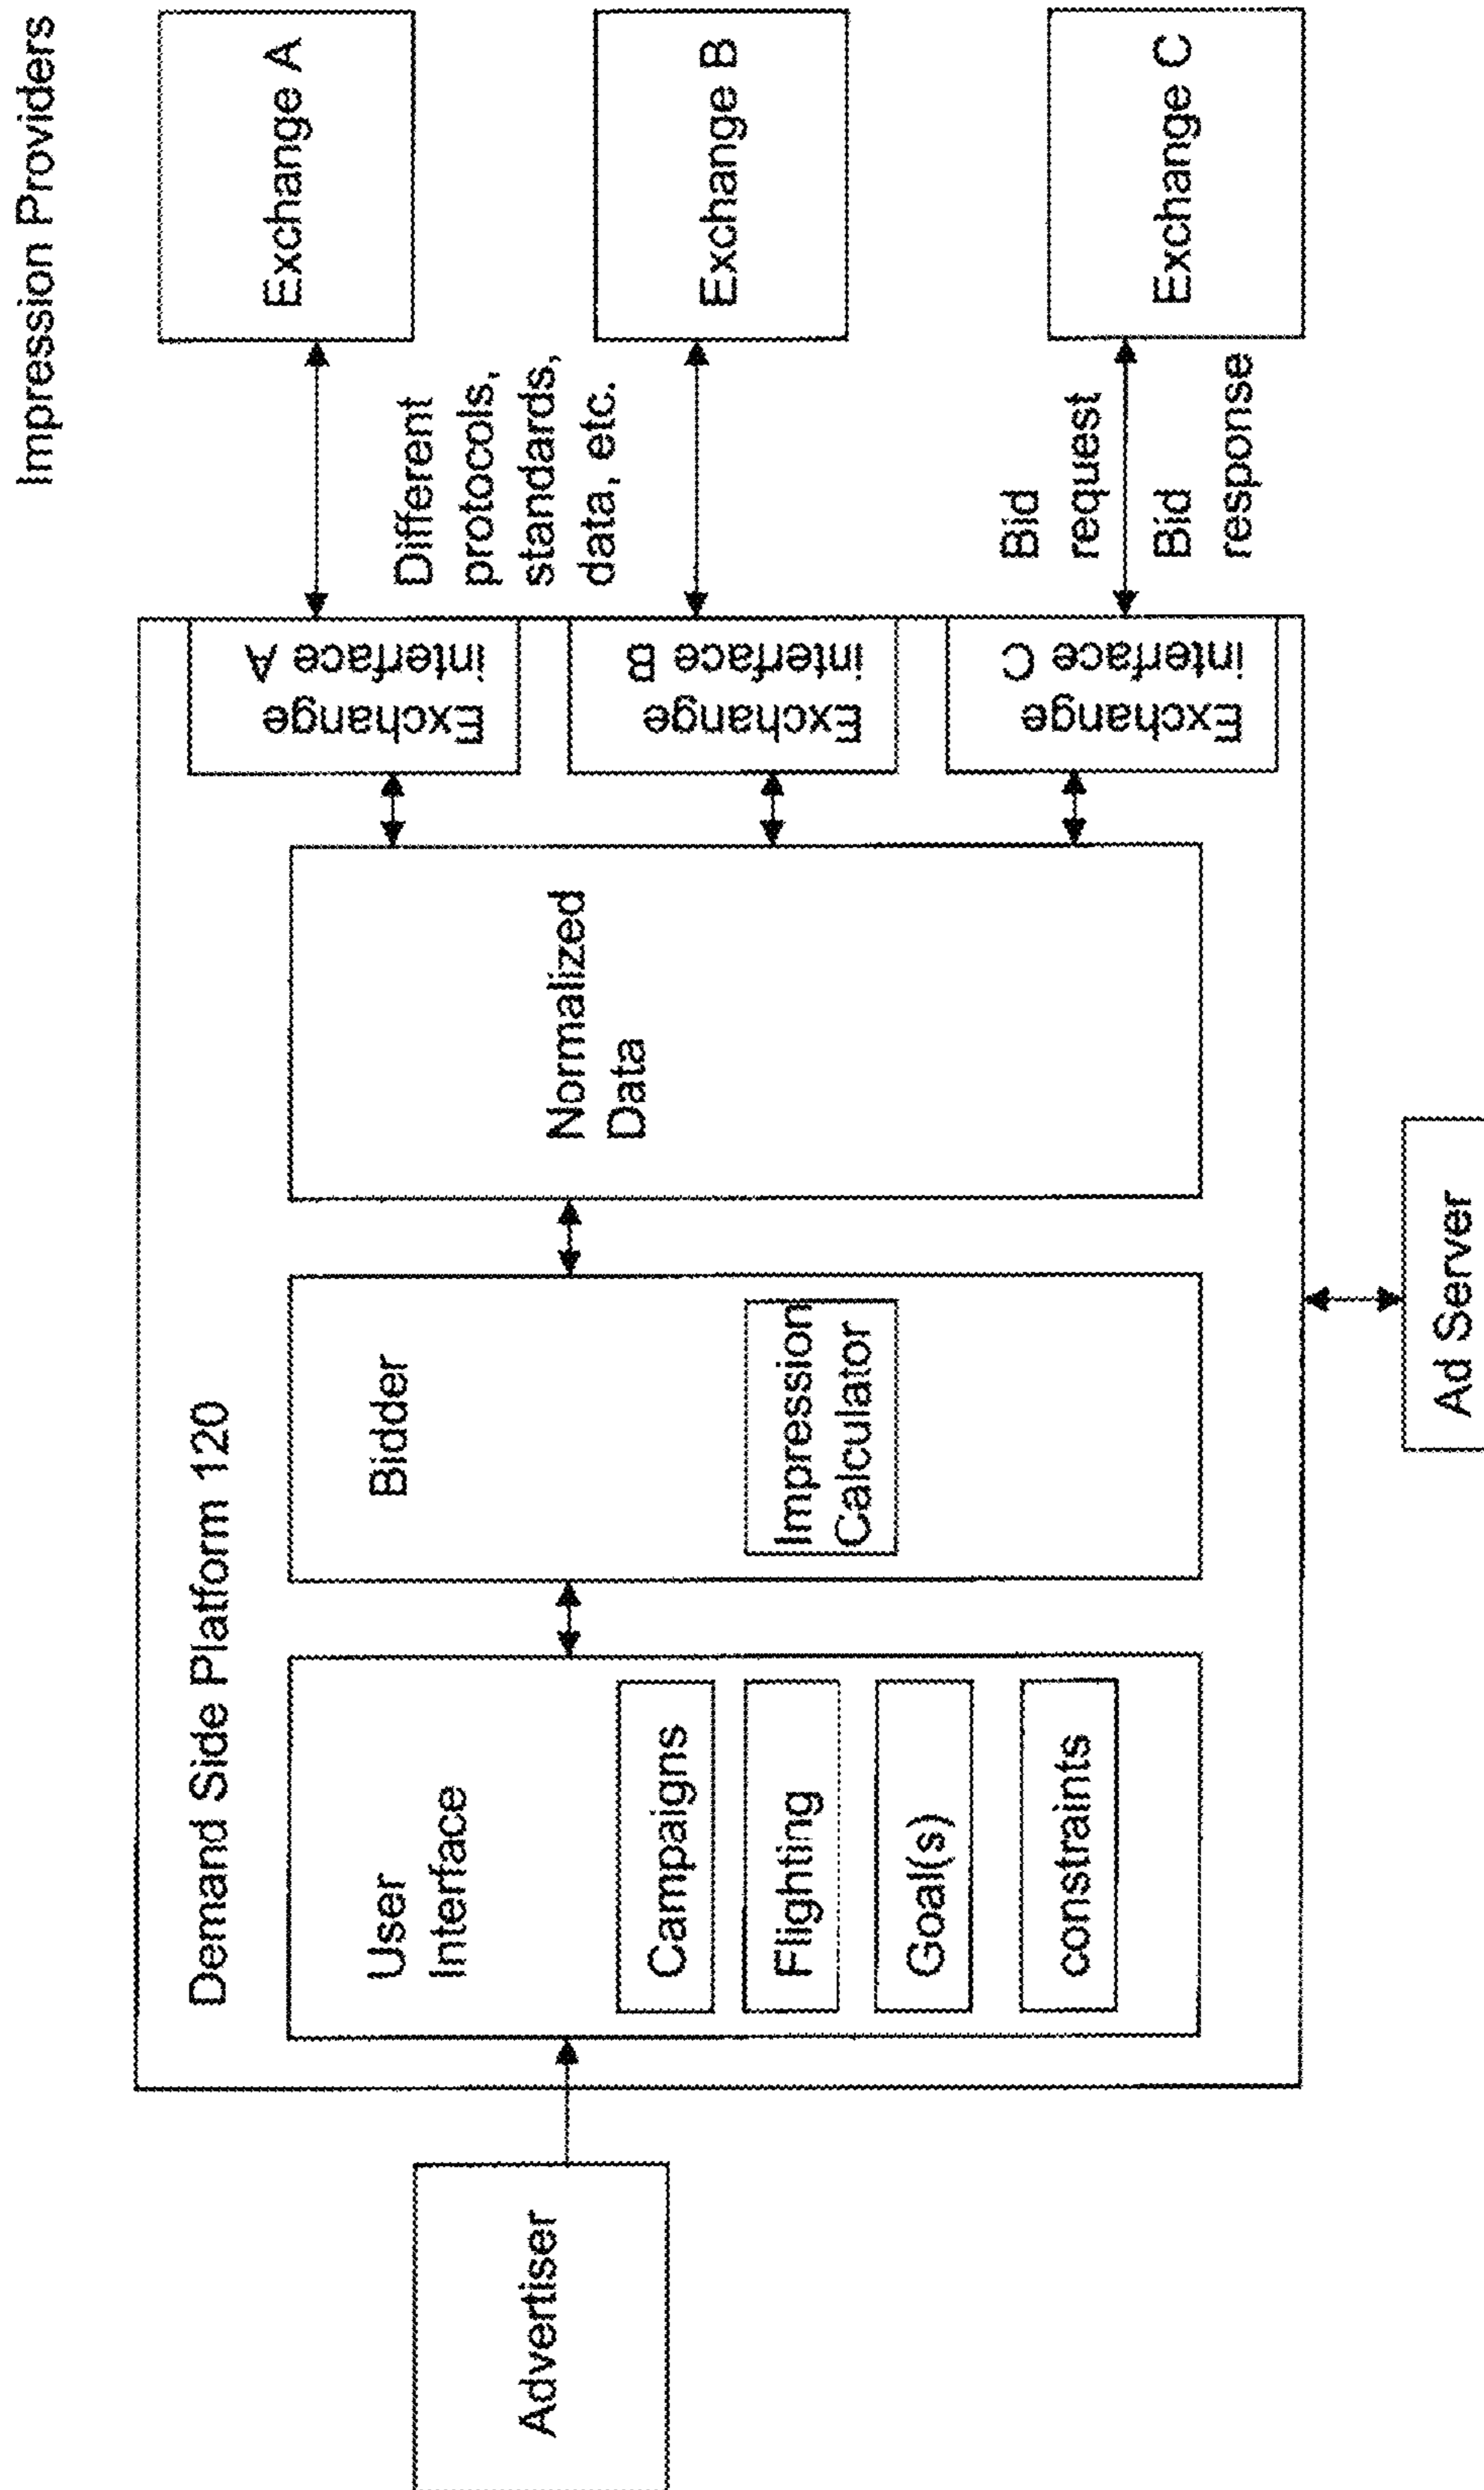 Impression Providers
Demand Side Platform 120
Advertiser
User
Interface
Campaigns
Flighting
Goal(s)
constraints
Bidder
Impression
Calculator
Normalized
Data
Exchange
interface A
Exchange
interface B
Exchange
interface C
Different
protocols,
standards,
data, etc.
Bid
request
Bid
response
Exchange A
Exchange B
Exchange C
Ad Server